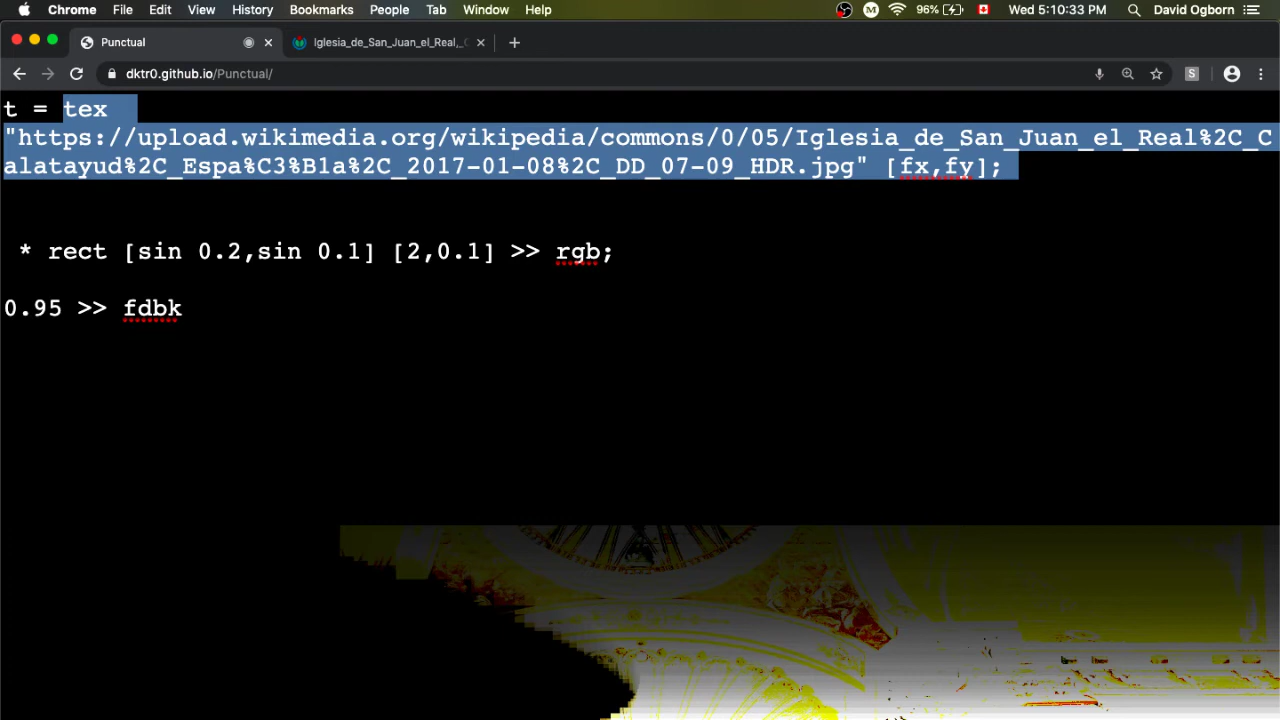 Chrome File Edit View History Bookmarks People Tab Window Help M 96% Wed 5:10:33 PM David Ogborn
Punctual Iglesia_de_San_Juan_el_Real,_
dktr0.github.io/Punctual/ S
t = tex
"https://upload.wikimedia.org/wikipedia/commons/0/05/Iglesia_de_San_Juan_el_Real%2C_C
alatayud%2C_Espa%C3%B1a%2C_2017-01-08%2C_DD_07-09_HDR.jpg" [fx,fy];
* rect [sin 0.2,sin 0.1] [2,0.1] >> rgb;
0.95 >> fdbk